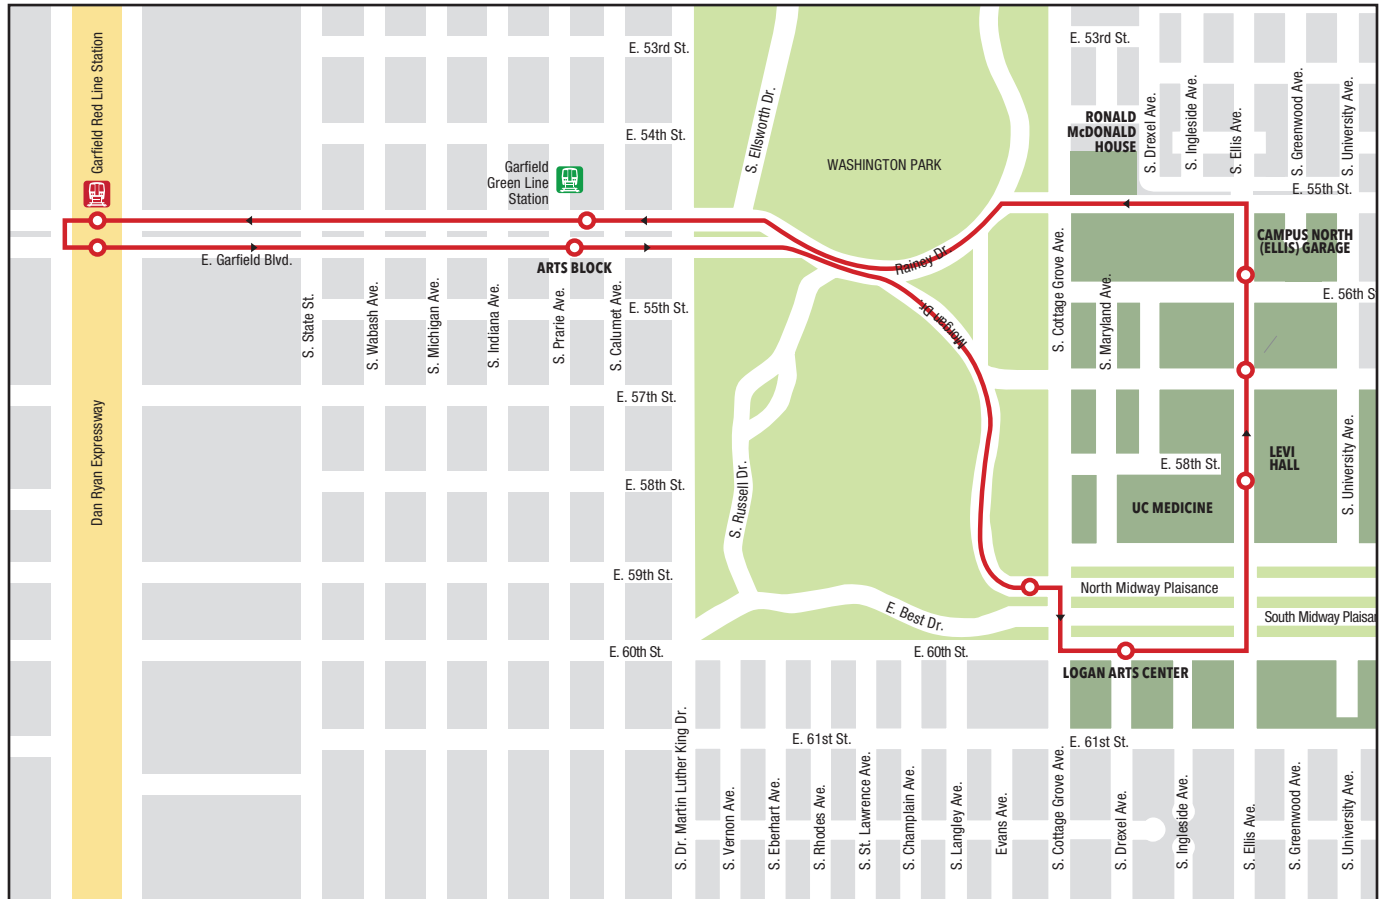 Garfield Red Line Station
Dan Ryan Expressway
E. 53rd St.
E. 54th St.
Garfield
Green Line
Station
E. Garfield Blvd.
ARTS BLOCK
E. 55th St.
S. State St.
S. Wabash Ave.
S. Michigan Ave.
S. Indiana Ave.
S. Prarie Ave.
S. Calumet Ave.
E. 57th St.
E. 58th St.
E. 59th St.
E. 60th St.
S. Ellsworth Dr.
WASHINGTON PARK
Rainey Dr.
Morgan Dr.
S. Russell Dr.
E. Best Dr.
E. 60th St.
E. 53rd St.
RONALD
McDONALD
HOUSE
S. Drexel Ave.
S. Ingleside Ave.
S. Ellis Ave.
S. Greenwood Ave.
S. University Ave.
E. 55th St.
CAMPUS NORTH
(ELLIS) GARAGE
S. Cottage Grove Ave.
S. Maryland Ave.
E. 56th S
E. 58th St.
LEVI
HALL
S. University Ave.
UC MEDICINE
North Midway Plaisance
South Midway Plaisa
LOGAN ARTS CENTER
E. 61st St.
E. 61st St.
S. Dr. Martin Luther King Dr.
S. Vernon Ave.
S. Eberhart Ave.
S. Rhodes Ave.
S. St. Lawrence Ave.
S. Champlain Ave.
S. Langley Ave.
Evans Ave.
S. Cottage Grove Ave.
S. Drexel Ave.
S. Ingleside Ave.
S. Ellis Ave.
S. Greenwood Ave.
S. University Ave.